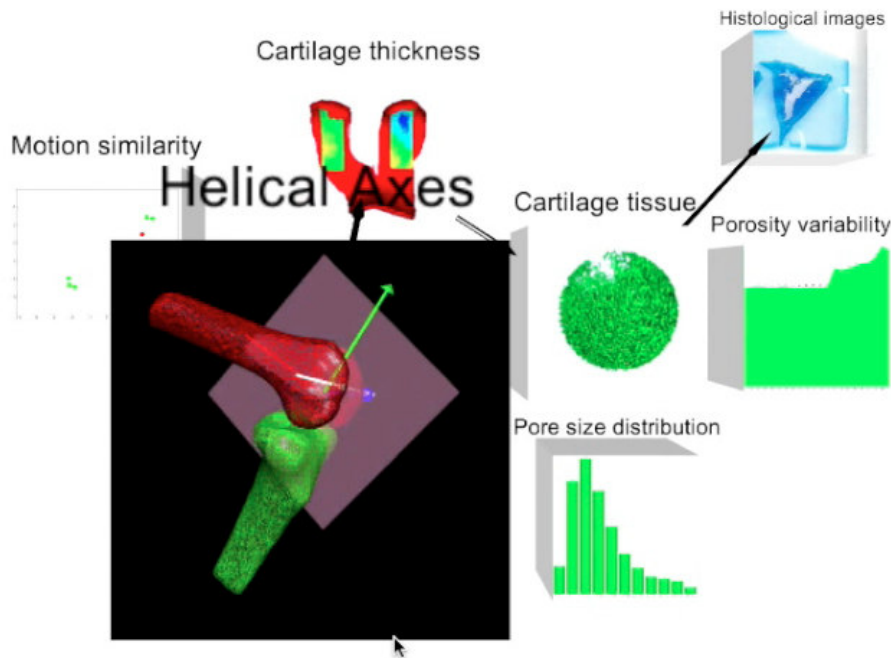 Histological images
Cartilage thickness
Motion similarity
Helical Axes
Cartilage tissue
Porosity variability
Pore size distribution